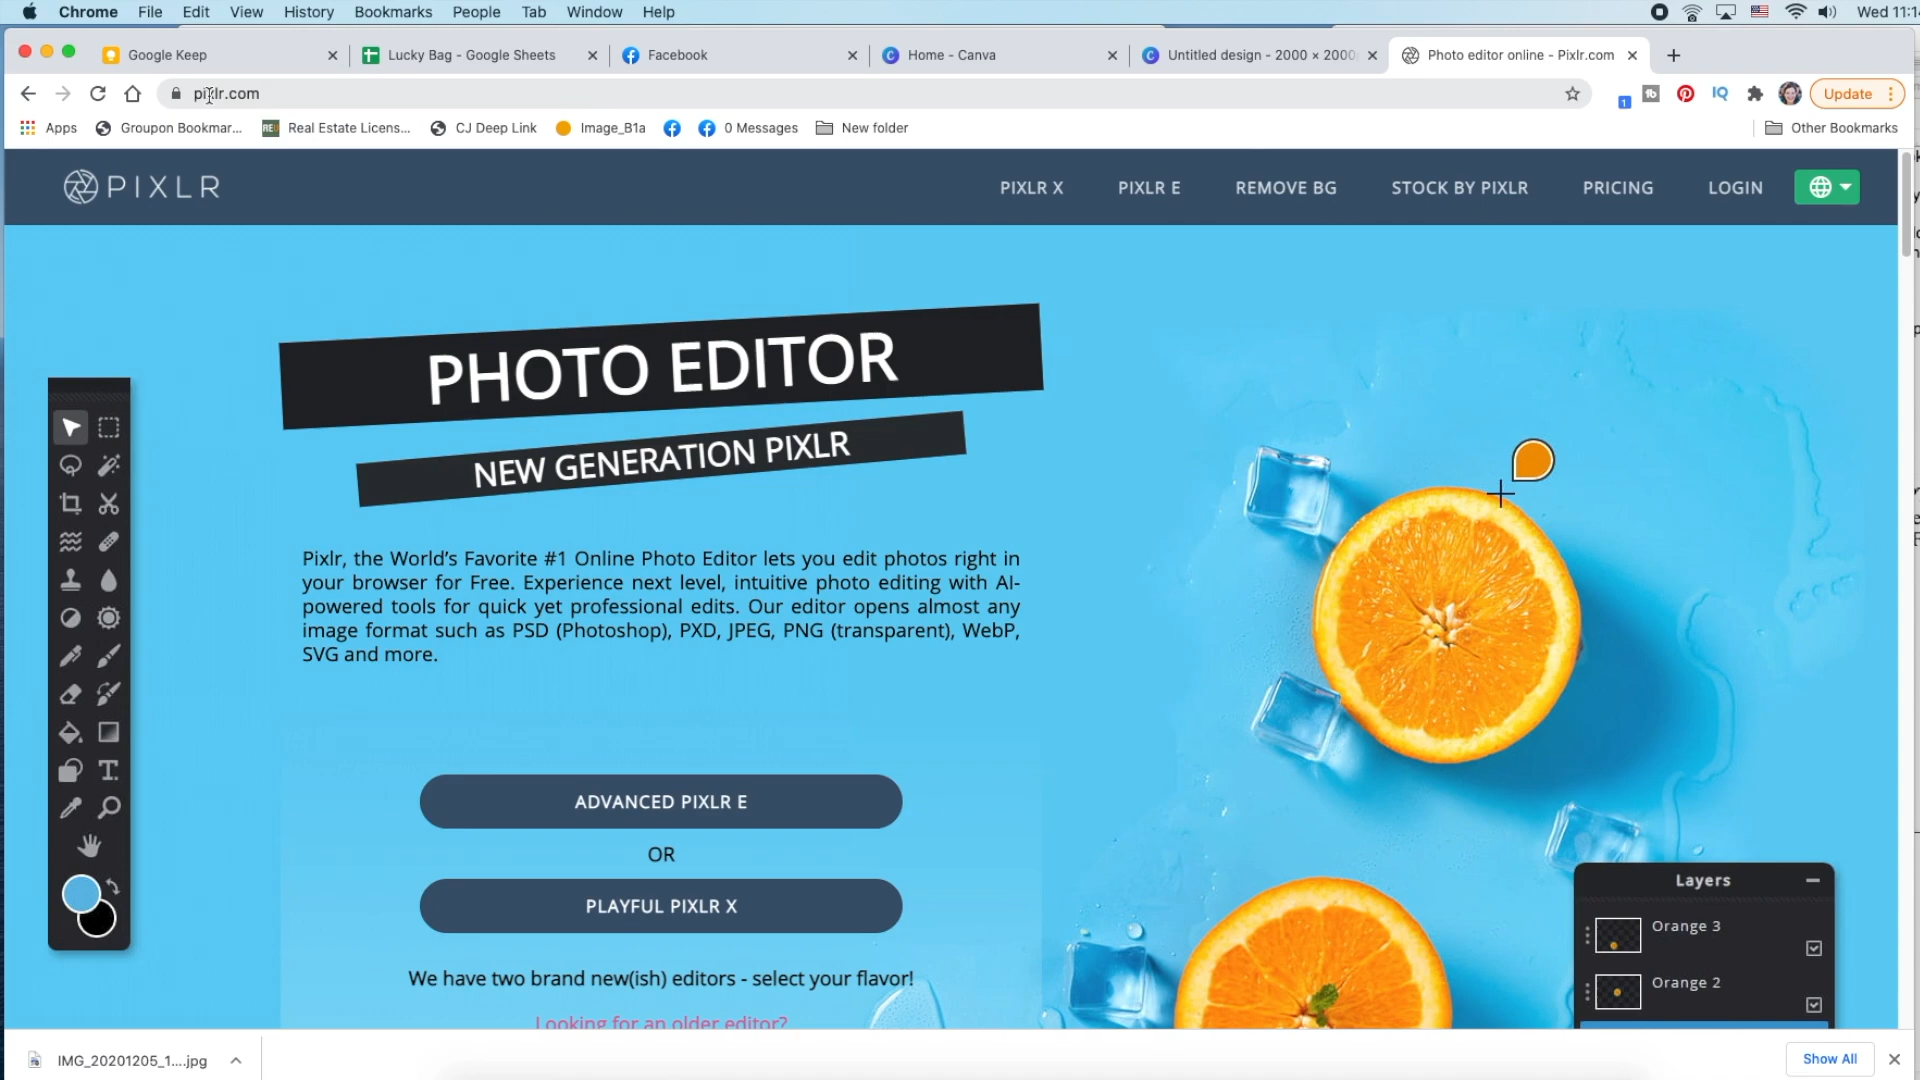 Chrome File Edit View History Bookmarks People Tab Window Help
Wed 11:1
Google Keep
Lucky Bag - Google Sheets
Facebook
Home - Canva
Untitled design - 2000 × 2000
Photo editor online - Pixlr.com
pixlr.com
Update
Apps
Groupon Bookmar...
Real Estate Licens...
CJ Deep Link
Image_B1a
0 Messages
New folder
Other Bookmarks
PIXLR
PIXLR X
PIXLR E
REMOVE BG
STOCK BY PIXLR
PRICING
LOGIN
PHOTO EDITOR
NEW GENERATION PIXLR
Pixlr, the World's Favorite #1 Online Photo Editor lets you edit photos right in
your browser for Free. Experience next level, intuitive photo editing with AI-
powered tools for quick yet professional edits. Our editor opens almost any
image format such as PSD (Photoshop), PXD, JPEG, PNG (transparent), WebP,
SVG and more.
ADVANCED PIXLR E
OR
PLAYFUL PIXLR X
We have two brand new(ish) editors - select your flavor!
Looking for an older editor?
Layers
Orange 3
Orange 2
IMG_20201205_1....jpg
Show All